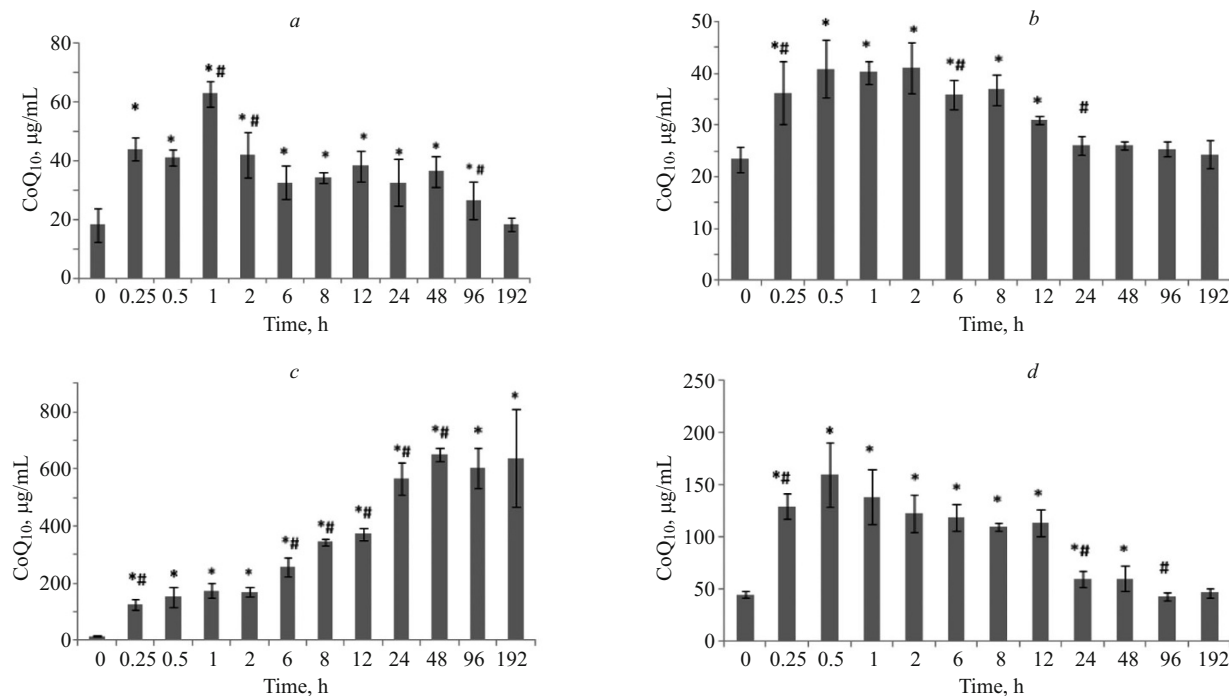 a
CoQ10, µg/mL
80
60
40
20
0
* * *# *# * * * * * *#
0 0.25 0.5 1 2 6 8 12 24 48 96 192
Time, h
b
CoQ10, µg/mL
50
40
30
20
10
0
*# * * * *# * * #
0 0.25 0.5 1 2 6 8 12 24 48 96 192
Time, h
c
CoQ10, µg/mL
800
600
400
200
0
*# * * * *# *# *# *# *# * *
0 0.25 0.5 1 2 6 8 12 24 48 96 192
Time, h
d
CoQ10, µg/mL
250
200
150
100
50
0
*# * * * * * * *# * #
0 0.25 0.5 1 2 6 8 12 24 48 96 192
Time, h